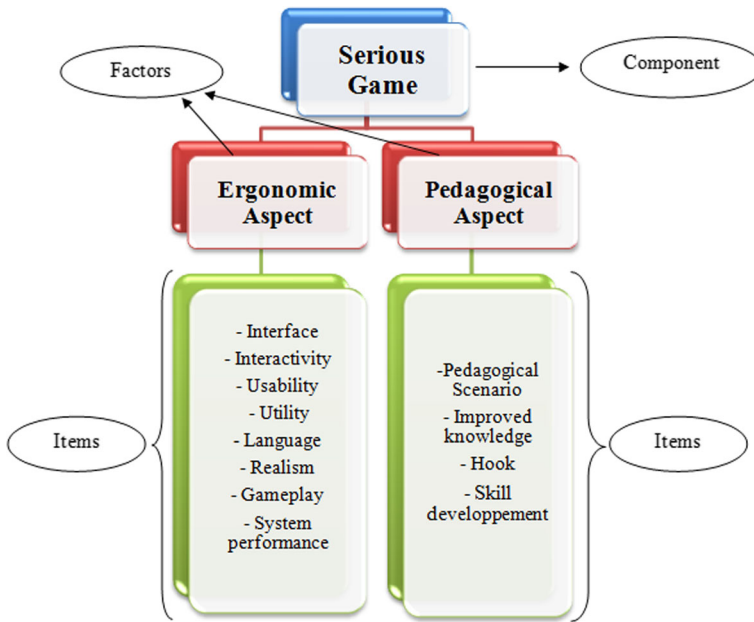 Serious
Game
Factors
Component
Ergonomic
Aspect
Pedagogical
Aspect
- Interface
- Interactivity
- Usability
- Utility
- Language
- Realism
- Gameplay
- System
performance
-Pedagogical
Scenario
- Improved
knowledge
- Hook
- Skill
developpement
Items
Items